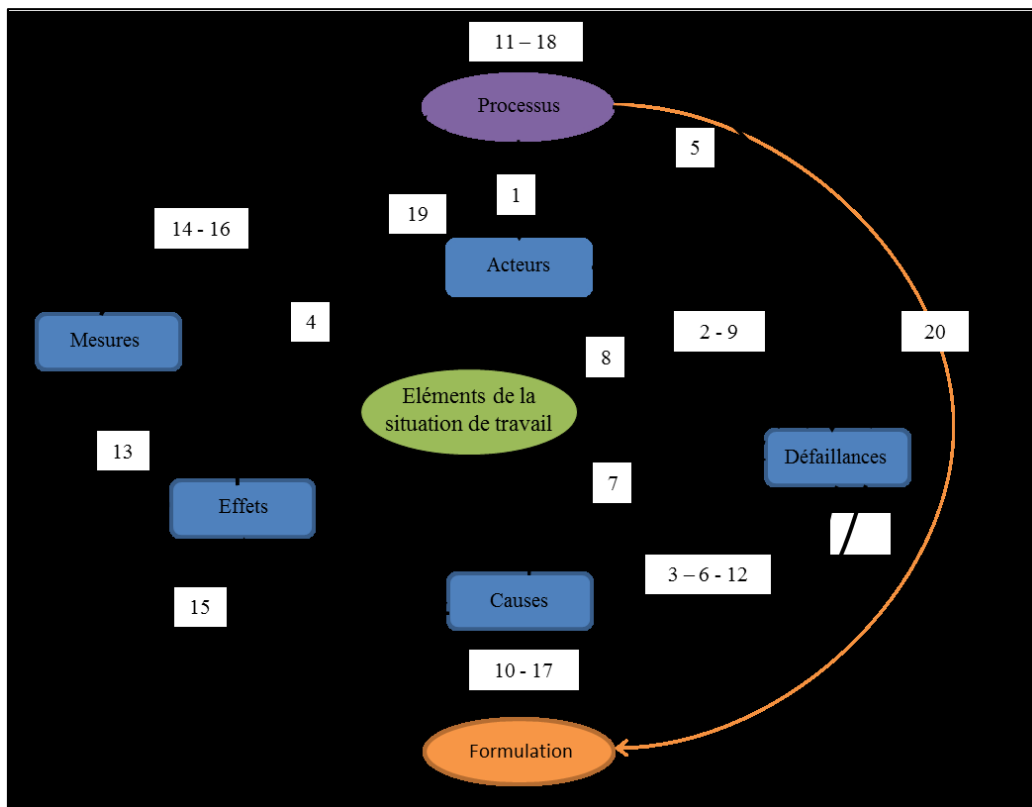 11 – 18
Processus
5
1
19
14 - 16
Acteurs
4
2 - 9
20
Mesures
8
Eléments de la
situation de travail
13
Défaillances
7
Effets
3 – 6 - 12
15
Causes
10 - 17
Formulation